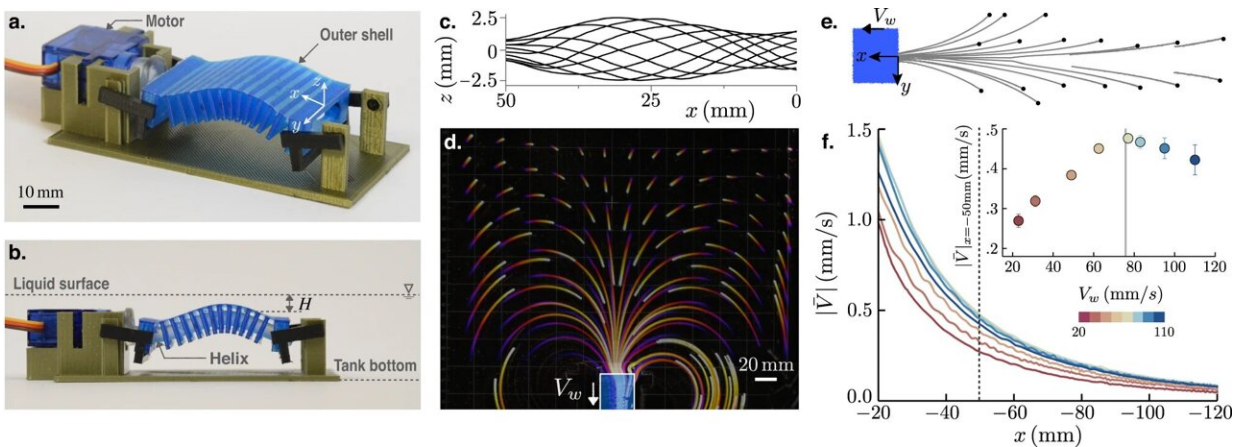 a.
Motor
Outer shell
z
x
y
10 mm
b.
Liquid surface
H
Helix
Tank bottom
c.
z (mm)
2.5
0
−2.5
50
25
0
x (mm)
d.
V_w
20 mm
e.
V_w
x
y
f.
|V̄| (mm/s)
1.5
1.0
0.5
0.0
−20
−40
−60
−80
−100
−120
x (mm)
|V̄|x=−50mm (mm/s)
.5
.4
.3
.2
20
40
60
80
100
120
V_w (mm/s)
20
110